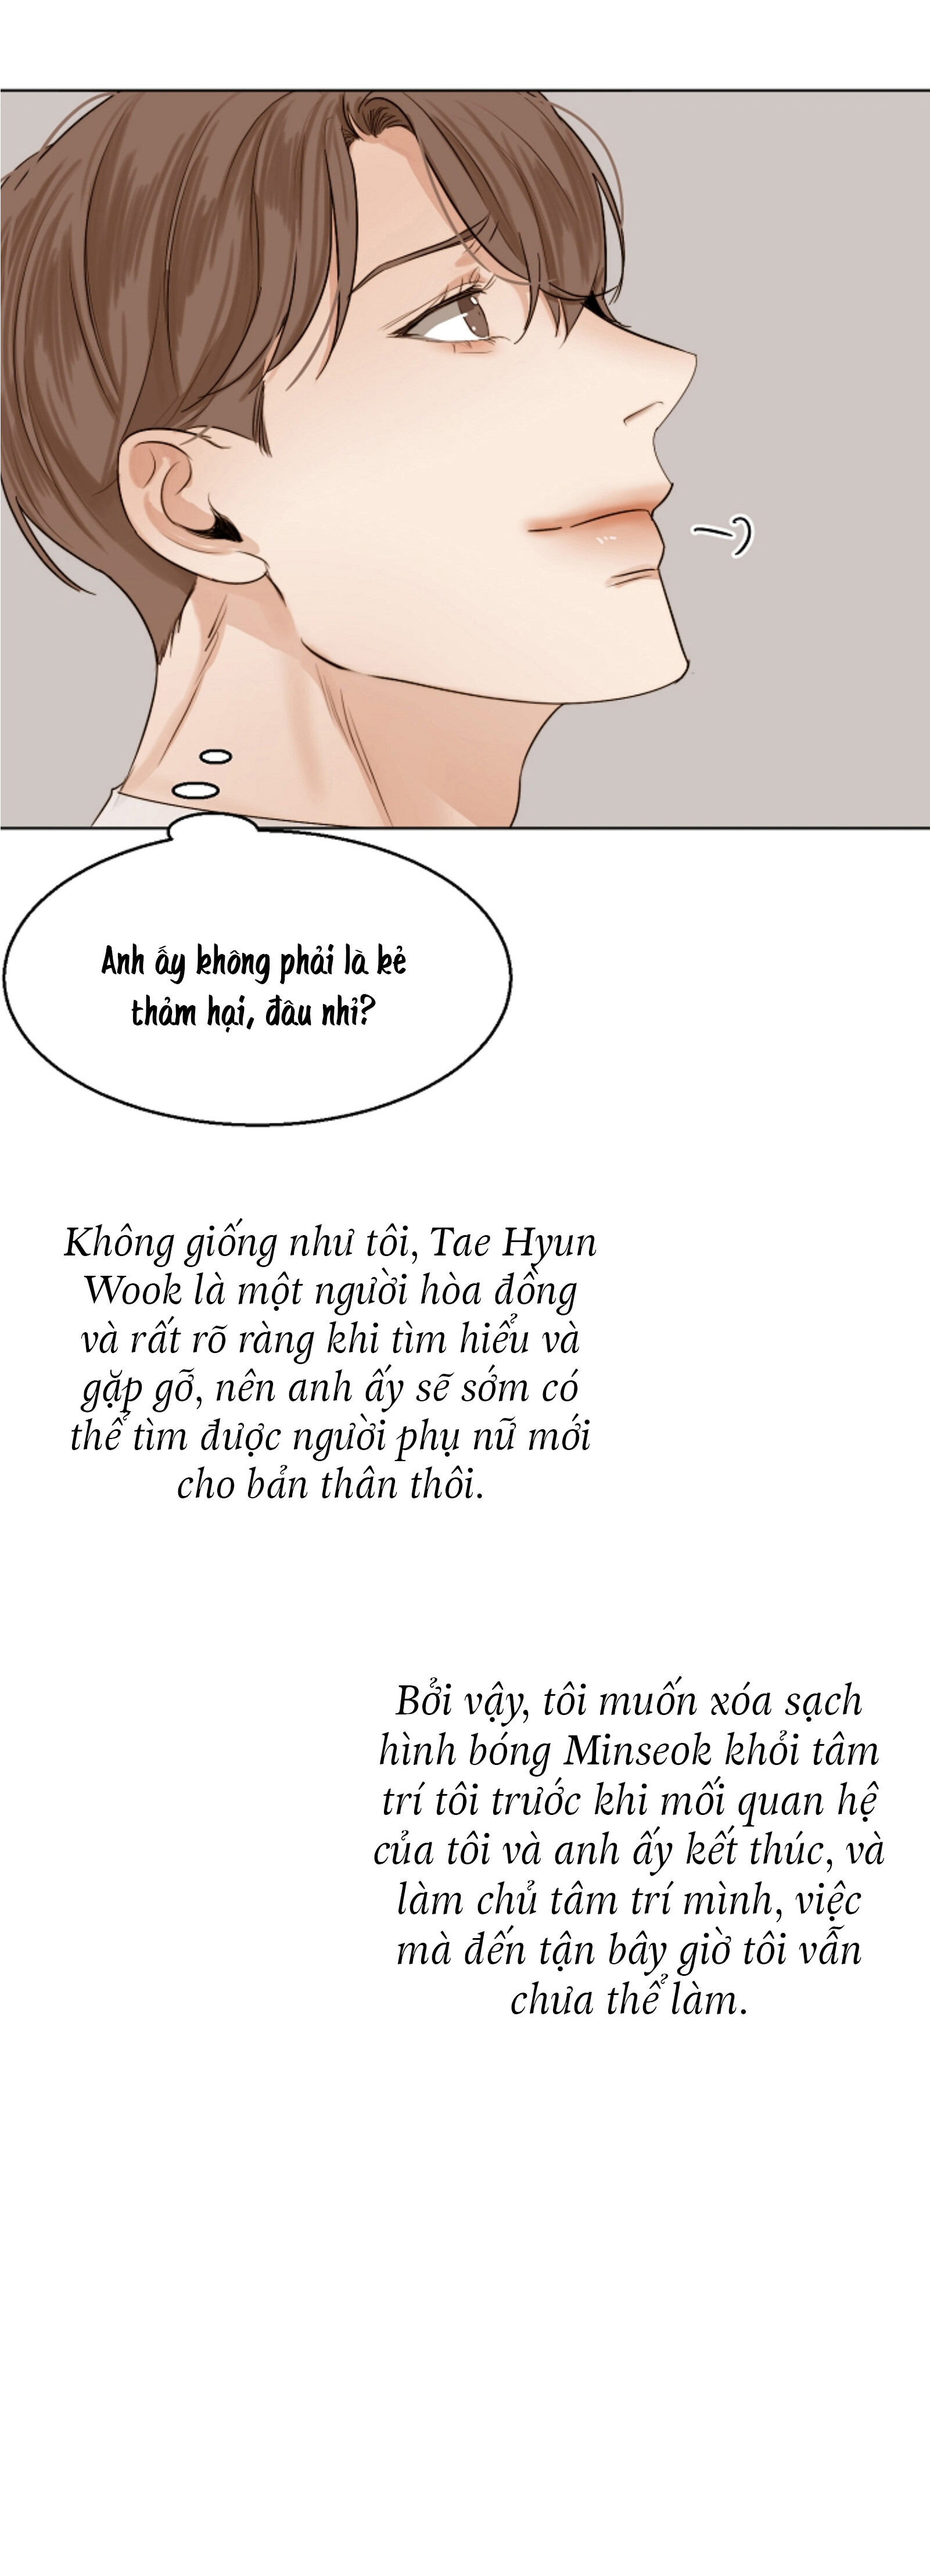 Anh ấy không phải là kẻ
thảm hại, đâu nhỉ?
Không giống như tôi, Tae Hyun
Wook là một người hòa đồng
và rất rõ ràng khi tìm hiểu và
gặp gỡ, nên anh ấy sẽ sớm có
thể tìm được người phụ nữ mới
cho bản thân thôi.
Bởi vậy, tôi muốn xóa sạch
hình bóng Minseok khỏi tâm
trí tôi trước khi mối quan hệ
của tôi và anh ấy kết thúc, và
làm chủ tâm trí mình, việc
mà đến tận bây giờ tôi vẫn
chưa thể làm.